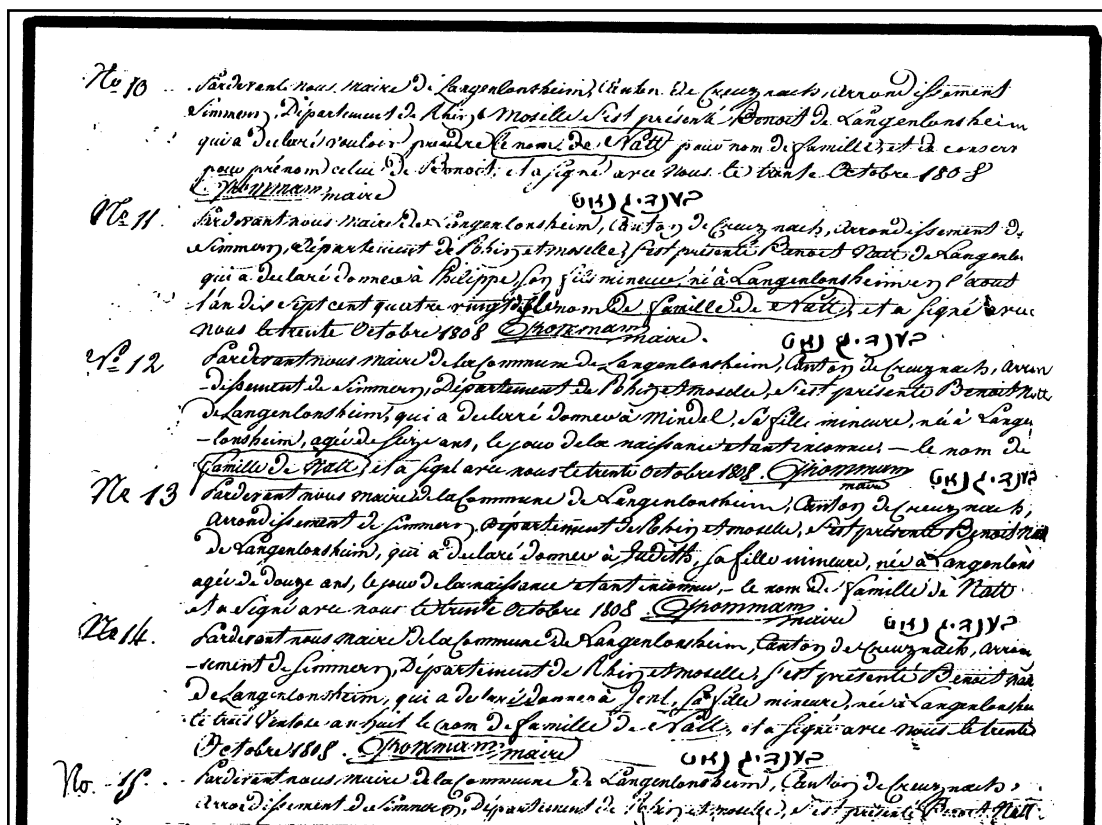 No 10 Pardevant nous maire de Langenlonsheim, Canton de Creuznach, arrondissement
Simmern, Département de Rhin & Moselle s'est présenté Benoit de Langenlonsheim
qui a declaré vouloir prendre le nom de Natt pour nom de famille et de conserv
pour prénom celui de Benoit, et a signé avec nous le trente Octobre 1808
maire
No 11. Pardevant nous maire de Langenlonsheim, Canton de Creuznach, arrondissement de
Simmern, département de Rhin et moselle, s'est présenté Benoit Natt de Langenlo
qui a declaré donner à Philippe, son fils mineur, né à Langenlonsheim en l'aout
l'an dix sept cent quatre vingt le nom de famille de Natt, et a signé avec
nous le trente Octobre 1808 maire.
No 12 Pardevant nous maire de la Commune de Langenlonsheim, Canton de Creuznach, arron
-dissement de Simmern, Département de Rhin et moselle, s'est présenté Benoit Natt
de Langenlonsheim, qui a declarré donner à Mindel, sa fille mineure, née à Langen
-lonsheim, agée de seize ans, le jour de la naissance etant inconnu, - le nom de
famille de Natt, et a signé avec nous le trente Octobre 1808. maire
No 13 Pardevant nous maire de la Commune de Langenlonsheim, Canton de Creuznach,
arrondissement de Simmern, Département de Rhin et moselle, s'est présenté Benoit Natt
de Langenlonsheim, qui a declaré donner à Judith, sa fille mineure, née à Langenlons
agée de douze ans, le jour de la naissance etant inconnu, - le nom de famille de Natt
et a signé avec nous le trente Octobre 1808. maire
No 14. Pardevant nous maire de la Commune de Langenlonsheim, Canton de Creuznach, arron
-sement de Simmern, Département de Rhin et moselle, s'est présenté Benoit Natt
de Langenlonsheim, qui a declaré donner à Jenl, sa fille mineure, née à Langenlonshe
le trois Ventose an huit le nom de famille de Natt, et a signé avec nous le trente
Octobre 1808. maire
No. 15. Pardevant nous maire de la Commune de Langenlonsheim, Canton de Creuznach,
arrondissement de Simmern, département de Rhin et moselle, s'est présenté Benoit Natt